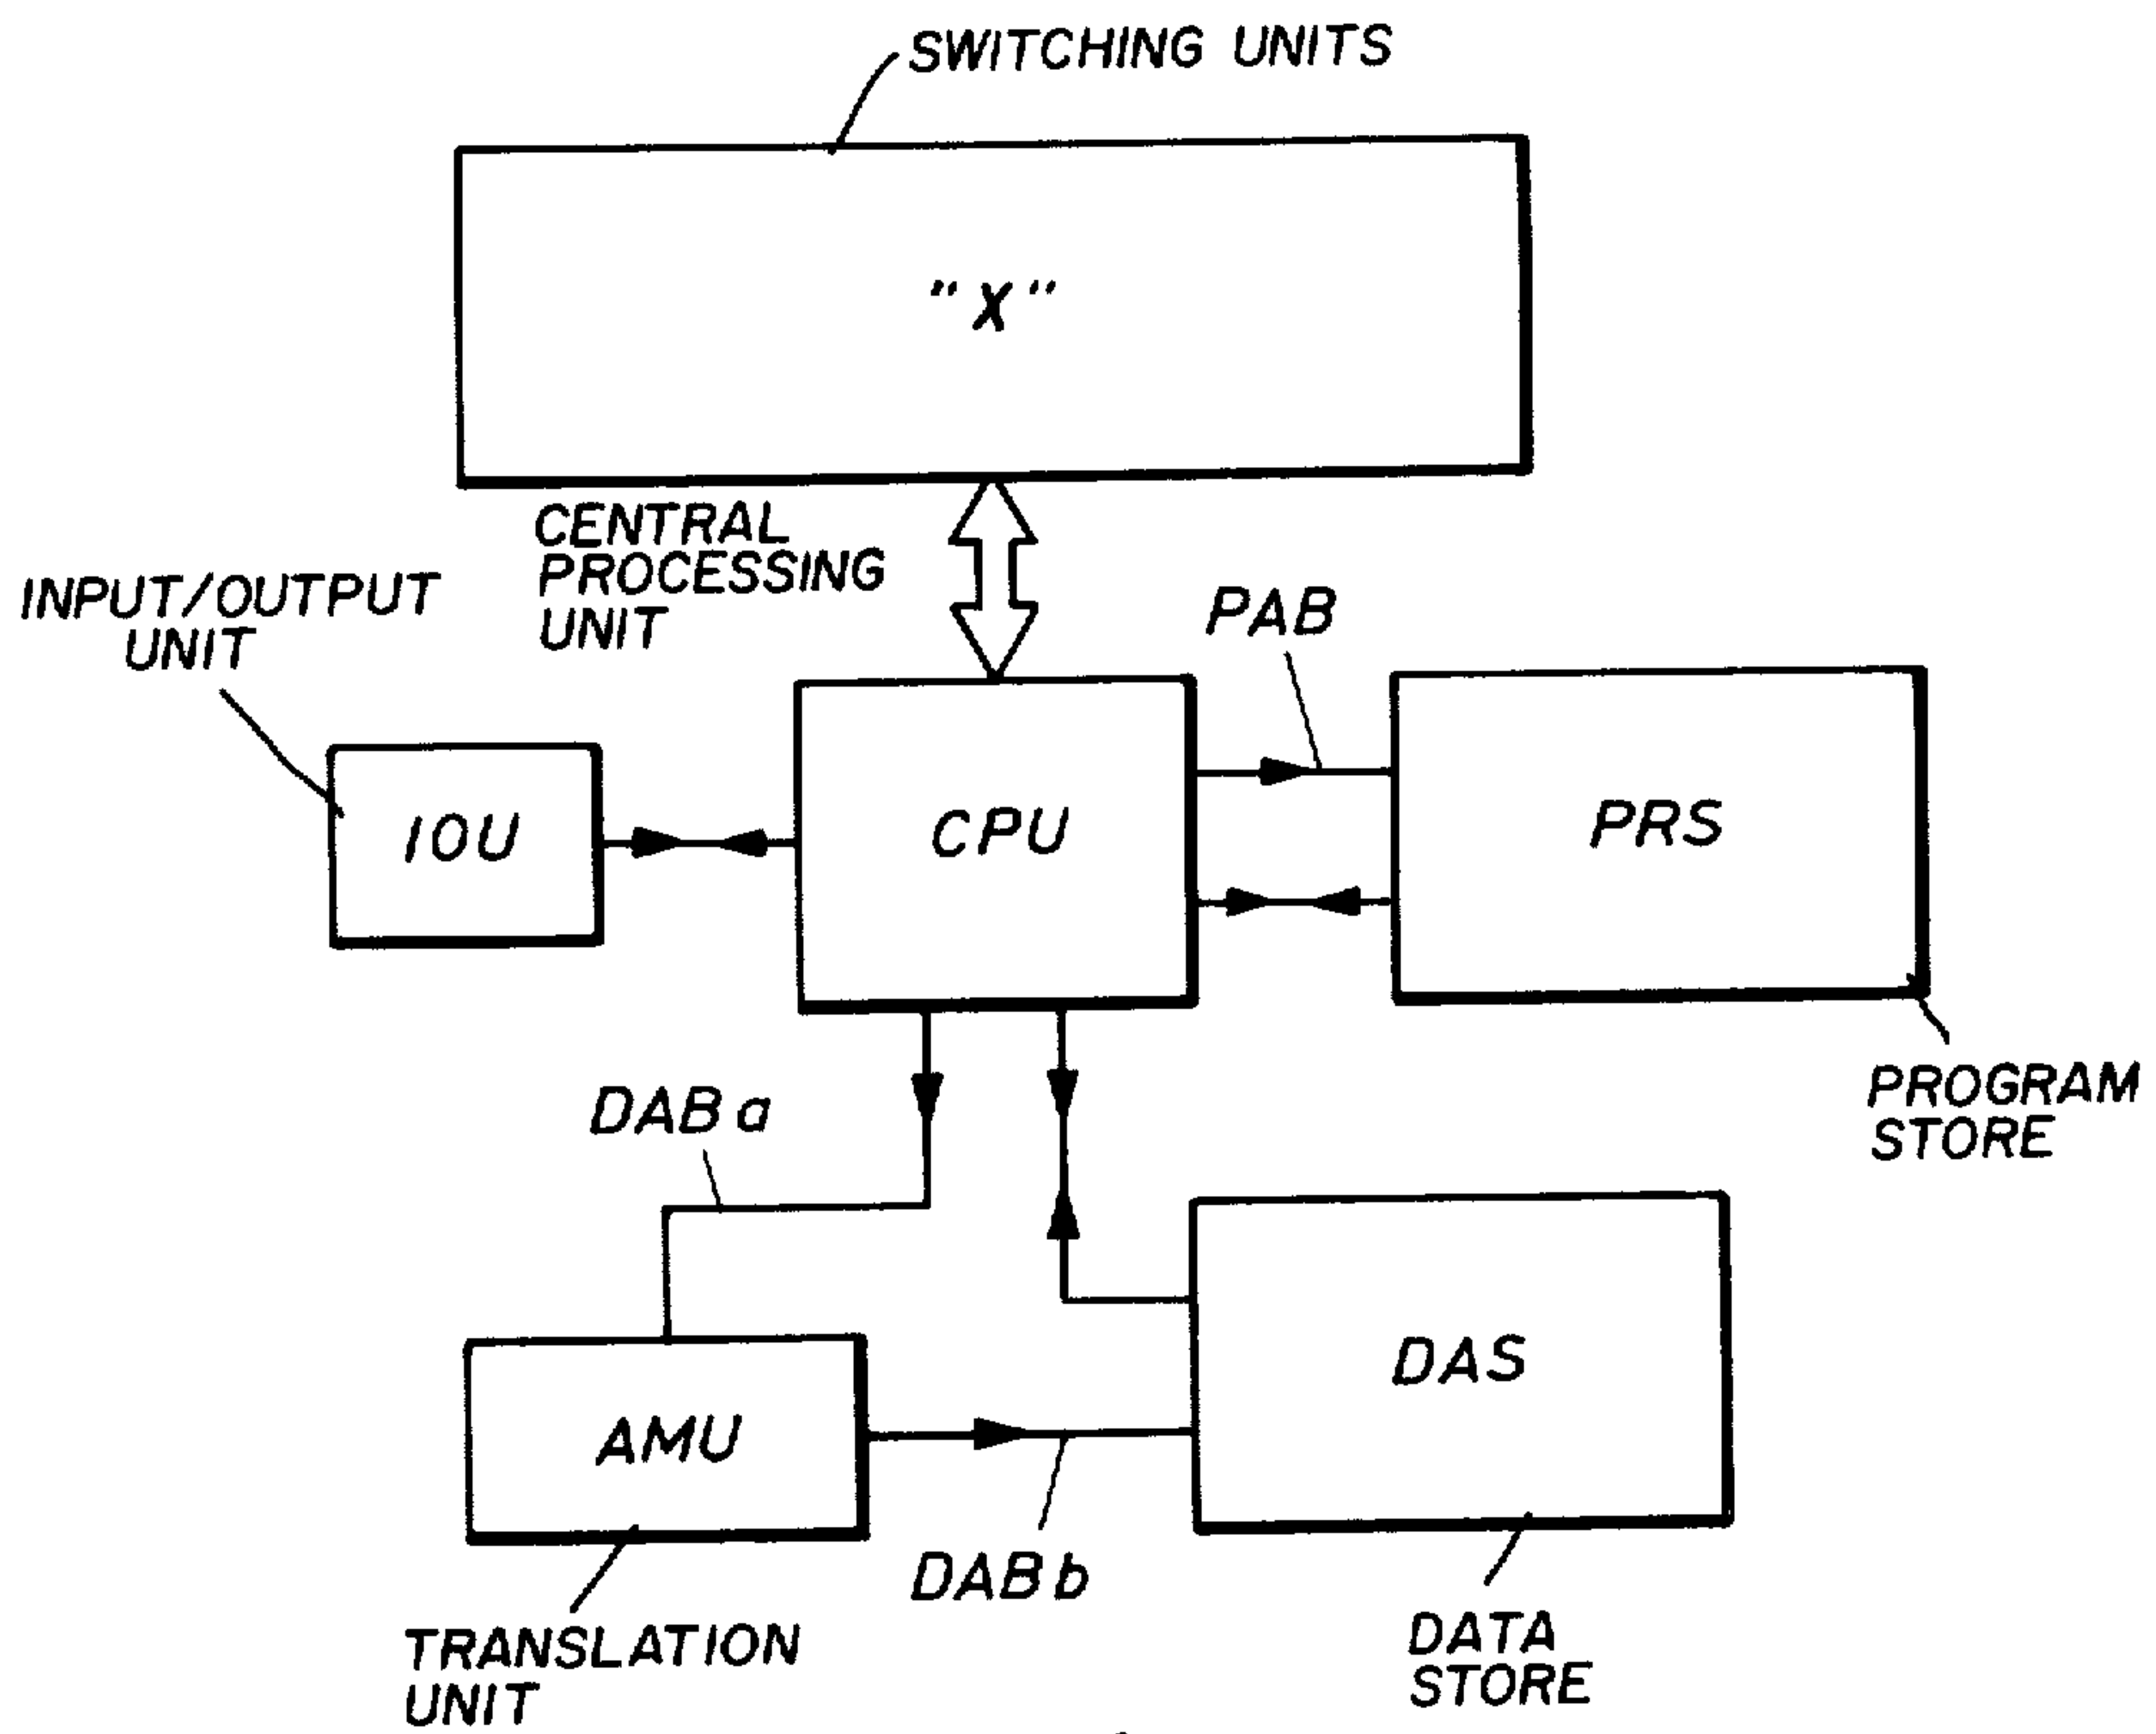 SWITCHING UNITS
"X"
CENTRAL
PROCESSING
UNIT
INPUT/OUTPUT
UNIT
PAB
IOU
CPU
PRS
DAB a
PROGRAM
STORE
DAS
AMU
DAB b
TRANSLATION
UNIT
DATA
STORE